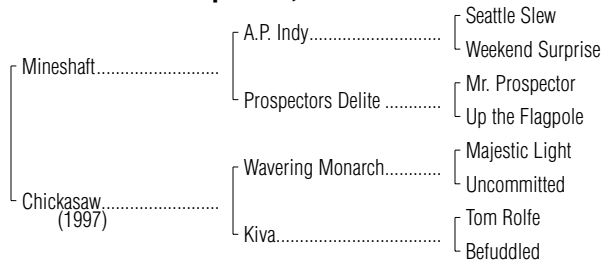 Seattle Slew
A.P. Indy
Weekend Surprise
Mineshaft
Mr. Prospector
Prospectors Delite
Up the Flagpole
Majestic Light
Wavering Monarch
Uncommitted
Chickasaw
(1997)
Tom Rolfe
Kiva
Befuddled